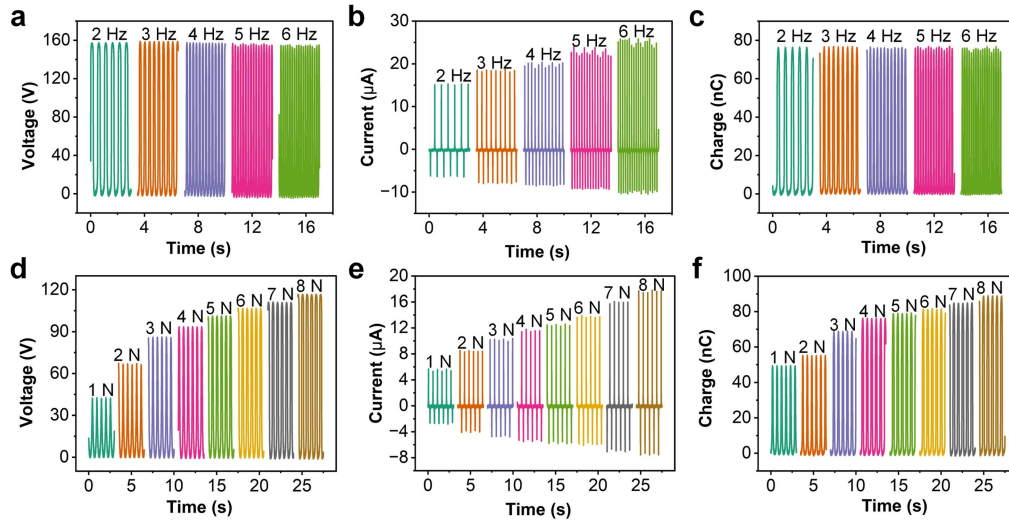 a
2 Hz 3 Hz 4 Hz 5 Hz 6 Hz
160
120
80
40
0
Voltage (V)
0 4 8 12 16
Time (s)
b
2 Hz 3 Hz 4 Hz 5 Hz 6 Hz
30
20
10
0
−10
Current (μA)
0 4 8 12 16
Time (s)
c
2 Hz 3 Hz 4 Hz 5 Hz 6 Hz
80
60
40
20
0
Charge (nC)
0 4 8 12 16
Time (s)
d
1 N 2 N 3 N 4 N 5 N 6 N 7 N 8 N
120
90
60
30
0
Voltage (V)
0 5 10 15 20 25
Time (s)
e
1 N 2 N 3 N 4 N 5 N 6 N 7 N 8 N
20
16
12
8
4
0
−4
−8
Current (μA)
0 5 10 15 20 25
Time (s)
f
1 N 2 N 3 N 4 N 5 N 6 N 7 N 8 N
100
80
60
40
20
0
Charge (nC)
0 5 10 15 20 25
Time (s)